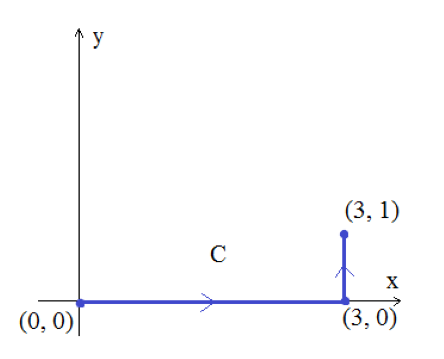 y
(3, 1)
C
x
(0, 0)
(3, 0)